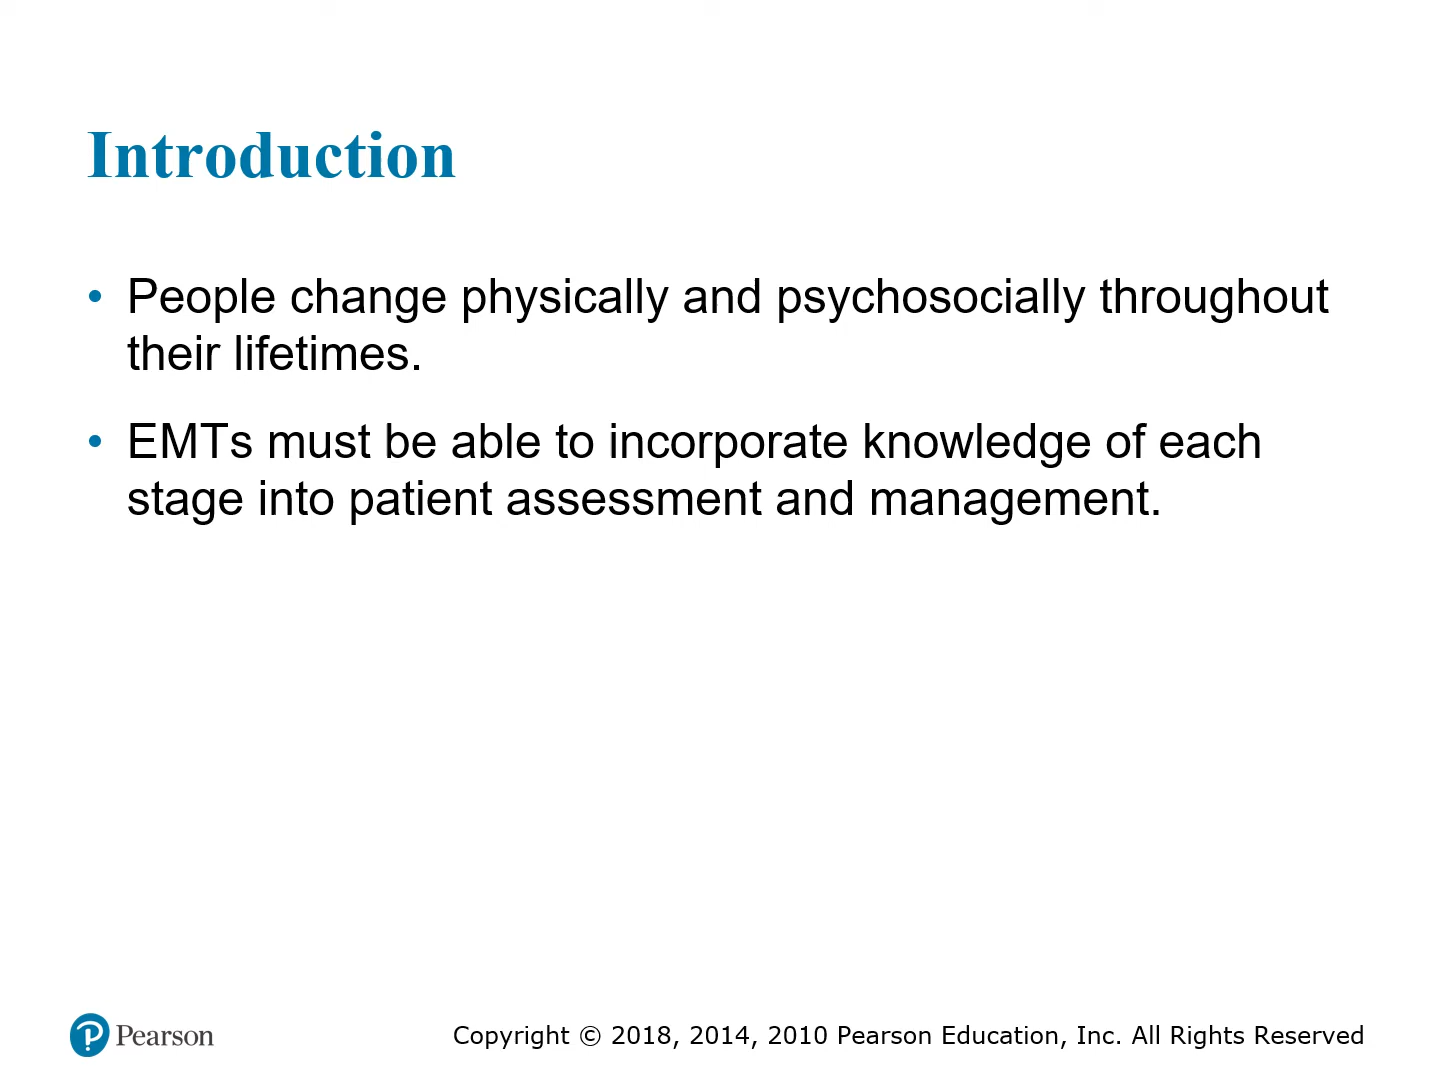 Introduction
• People change physically and psychosocially throughout
their lifetimes.
• EMTs must be able to incorporate knowledge of each
stage into patient assessment and management.
Pearson
Copyright © 2018, 2014, 2010 Pearson Education, Inc. All Rights Reserved